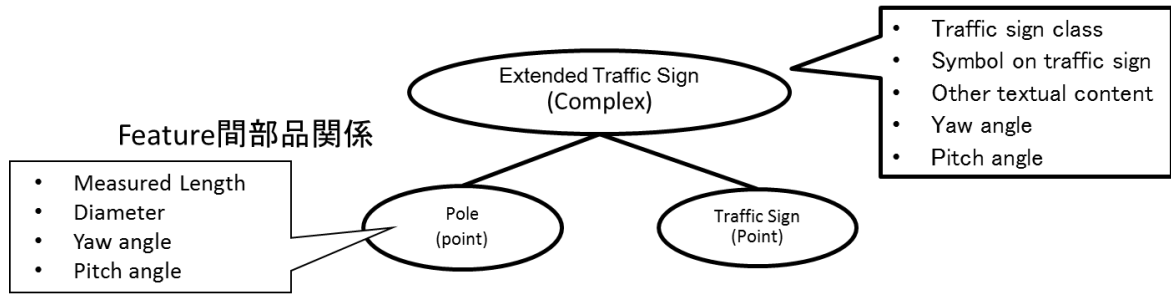 Extended Traffic Sign
(Complex)
• Traffic sign class
• Symbol on traffic sign
• Other textual content
• Yaw angle
• Pitch angle
Feature間部品関係
• Measured Length
• Diameter
• Yaw angle
• Pitch angle
Pole
(point)
Traffic Sign
(Point)